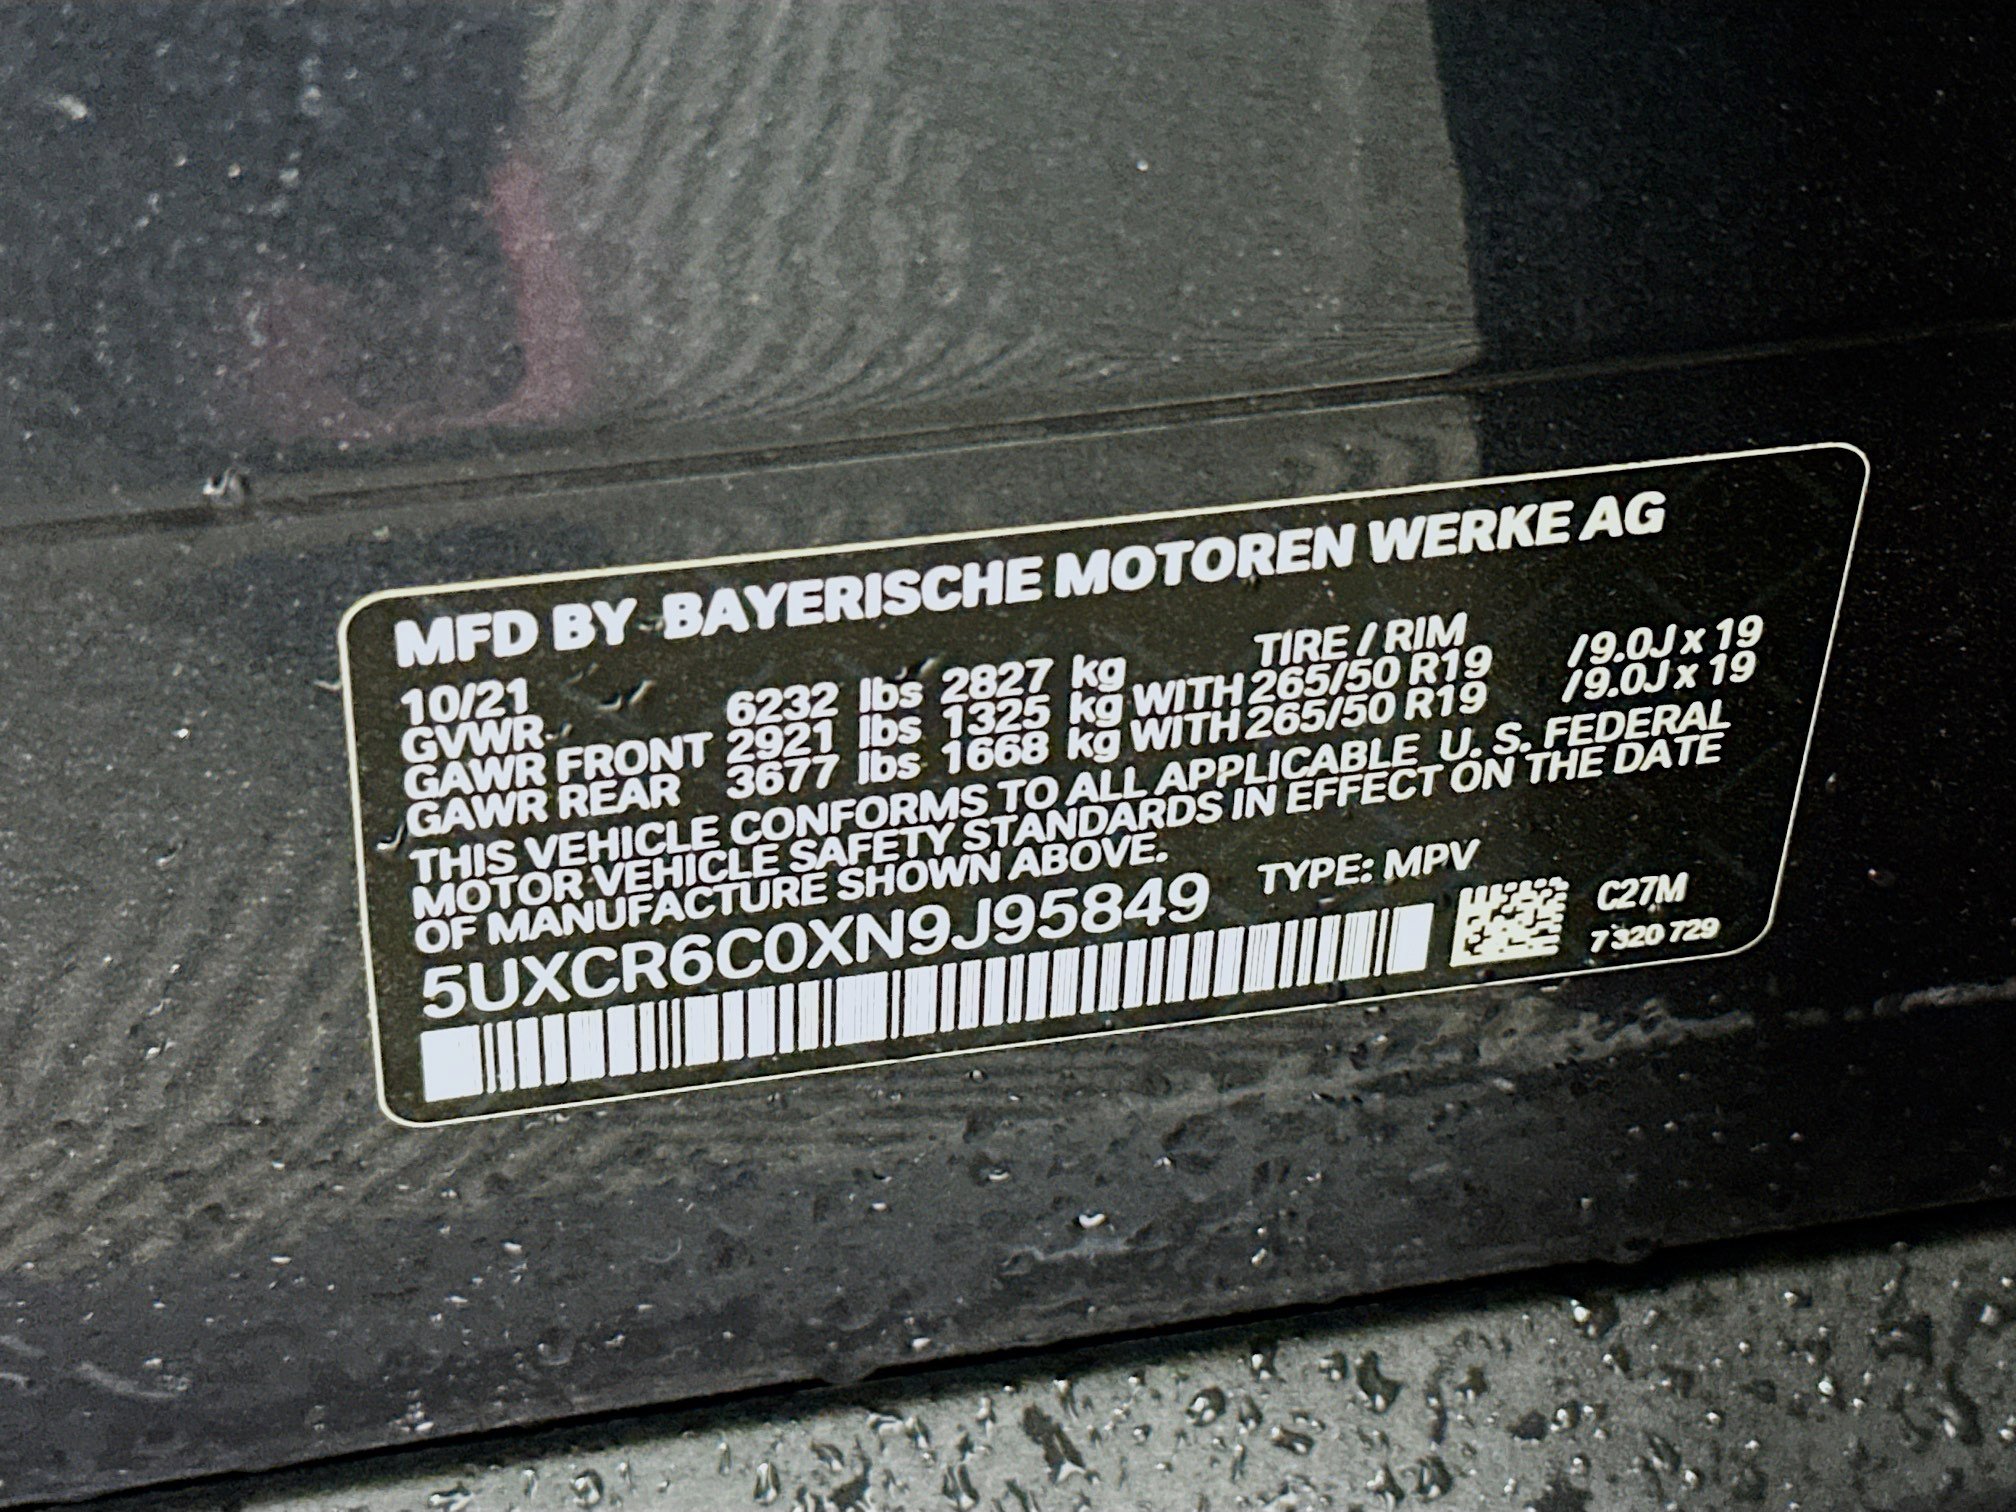 MFD BY BAYERISCHE MOTOREN WERKE AG
10/21 TIRE / RIM
GVWR 6232 lbs 2827 kg
GAWR FRONT 2921 lbs 1325 kg WITH 265/50 R19 / 9.0J x 19
GAWR REAR 3677 lbs 1668 kg WITH 265/50 R19 / 9.0J x 19
THIS VEHICLE CONFORMS TO ALL APPLICABLE U. S. FEDERAL
MOTOR VEHICLE SAFETY STANDARDS IN EFFECT ON THE DATE
OF MANUFACTURE SHOWN ABOVE.
5UXCR6C0XN9J95849 TYPE: MPV
C27M
7 320 729